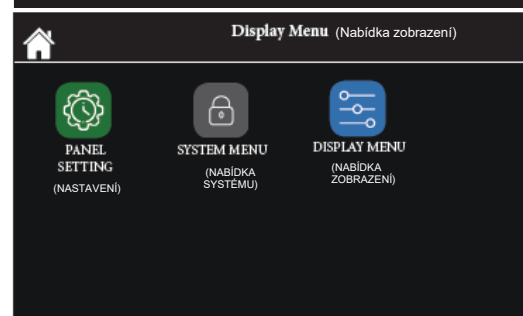 Display Menu (Nabídka zobrazení)
PANEL
SETTING
(NASTAVENÍ)
SYSTEM MENU
(NABÍDKA
SYSTÉMU)
DISPLAY MENU
(NABÍDKA
ZOBRAZENÍ)